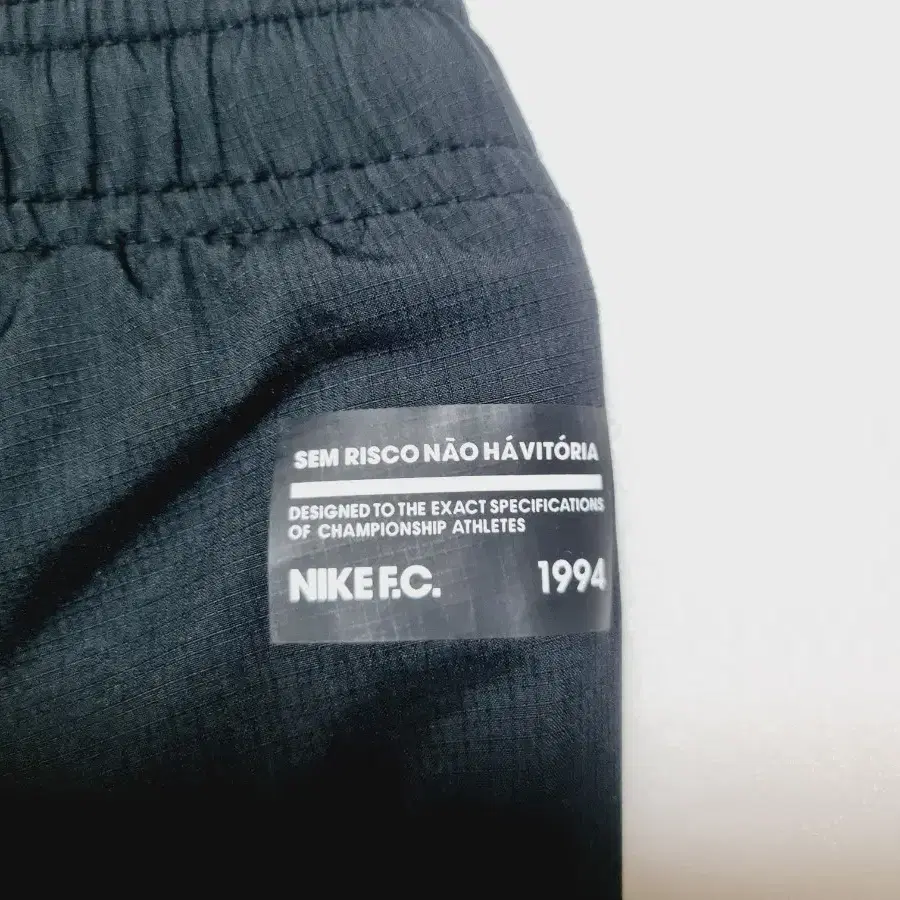 SEM RISCO NÃO HÁ VITÓRIA
DESIGNED TO THE EXACT SPECIFICATIONS
OF CHAMPIONSHIP ATHLETES
NIKE F.C. 1994